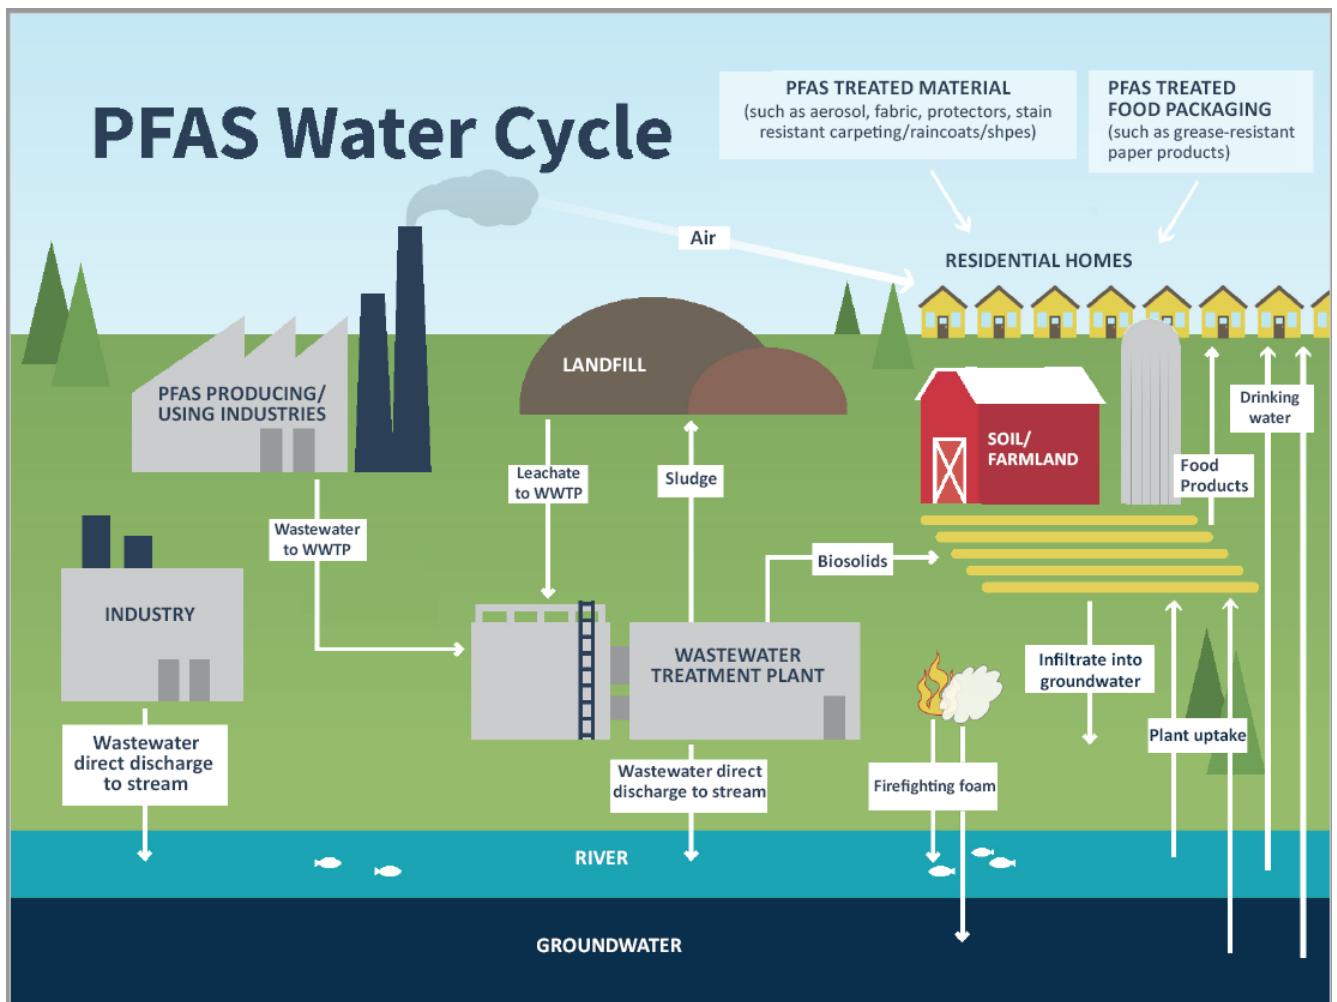 PFAS Water Cycle
PFAS TREATED MATERIAL
(such as aerosol, fabric, protectors, stain
resistant carpeting/raincoats/shpes)
PFAS TREATED
FOOD PACKAGING
(such as grease-resistant
paper products)
Air
RESIDENTIAL HOMES
LANDFILL
PFAS PRODUCING/
USING INDUSTRIES
Drinking
water
SOIL/
FARMLAND
Leachate
to WWTP
Sludge
Food
Products
Wastewater
to WWTP
Biosolids
INDUSTRY
WASTEWATER
TREATMENT PLANT
Infiltrate into
groundwater
Plant uptake
Wastewater
direct discharge
to stream
Wastewater direct
discharge to stream
Firefighting foam
RIVER
GROUNDWATER